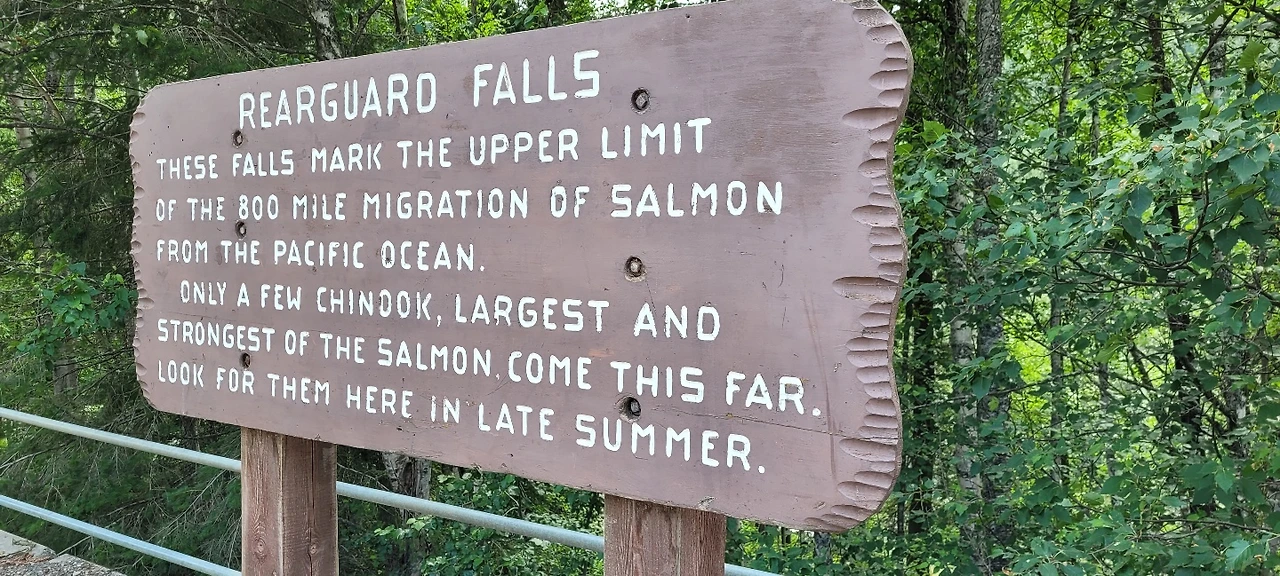 REARGUARD FALLS
THESE FALLS MARK THE UPPER LIMIT
OF THE 800 MILE MIGRATION OF SALMON
FROM THE PACIFIC OCEAN.
ONLY A FEW CHINOOK, LARGEST AND
STRONGEST OF THE SALMON, COME THIS FAR.
LOOK FOR THEM HERE IN LATE SUMMER.